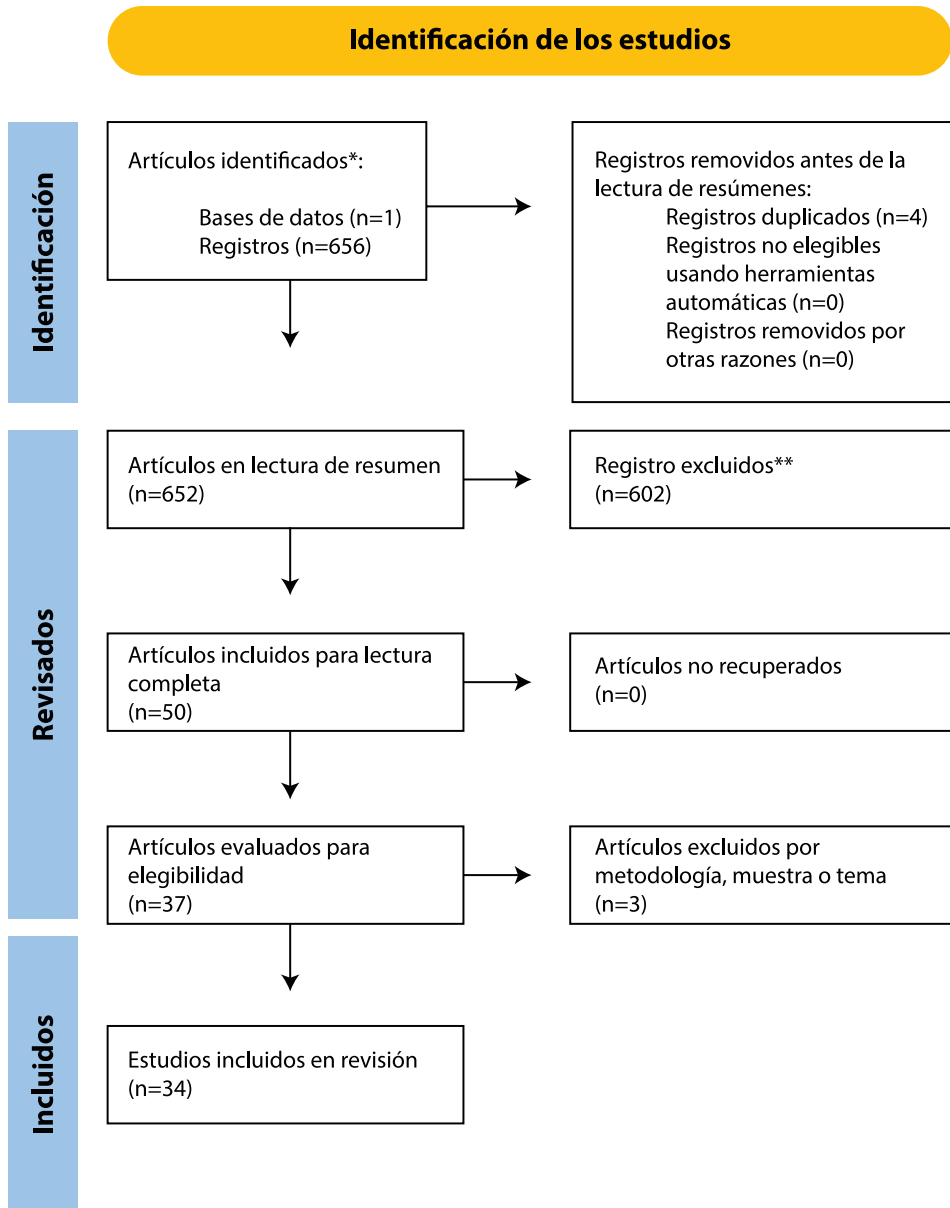 Identificación de los estudios
Identificación
Artículos identificados*:
Bases de datos (n=1)
Registros (n=656)
Registros removidos antes de la
lectura de resúmenes:
Registros duplicados (n=4)
Registros no elegibles
usando herramientas
automáticas (n=0)
Registros removidos por
otras razones (n=0)
Revisados
Artículos en lectura de resumen
(n=652)
Registro excluidos**
(n=602)
Artículos incluidos para lectura
completa
(n=50)
Artículos no recuperados
(n=0)
Artículos evaluados para
elegibilidad
(n=37)
Artículos excluidos por
metodología, muestra o tema
(n=3)
Incluidos
Estudios incluidos en revisión
(n=34)